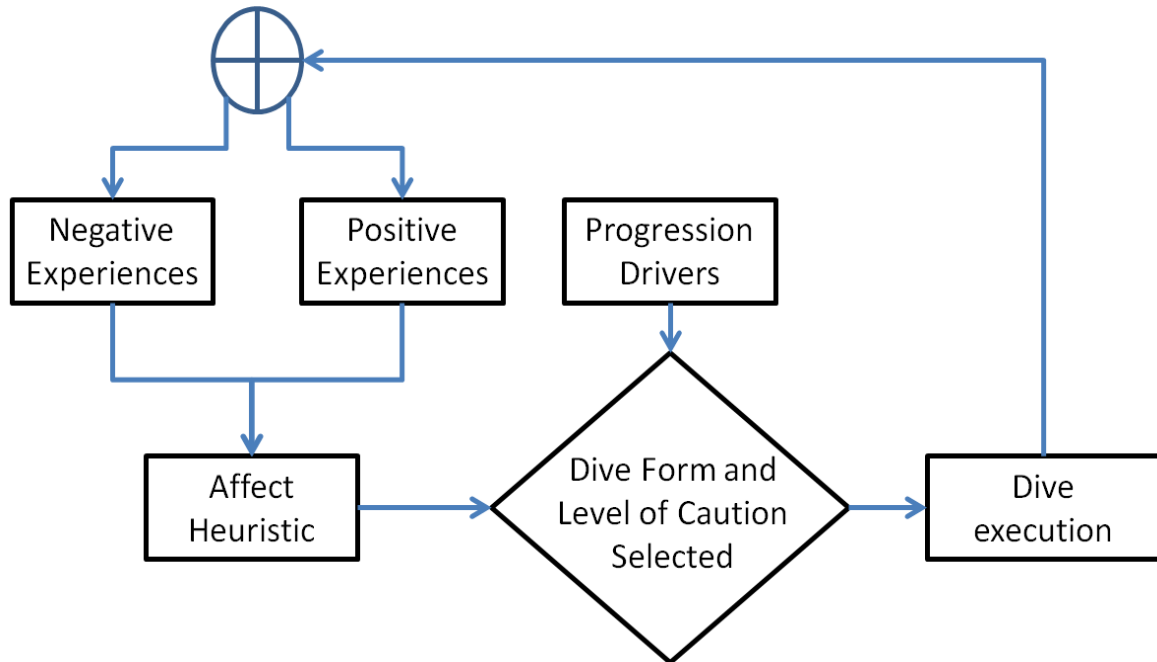 Negative
Experiences
Positive
Experiences
Progression
Drivers
Affect
Heuristic
Dive Form and
Level of Caution
Selected
Dive
execution